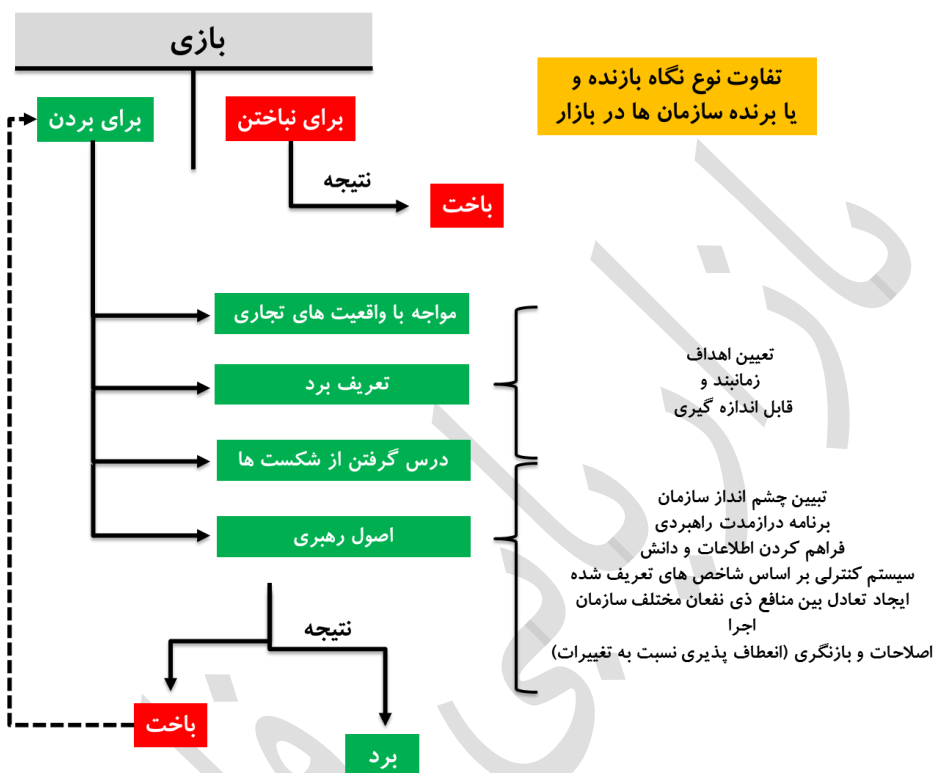 بازی
تفاوت نوع نگاه بازنده و
یا برنده سازمان ها در بازار
برای نباختن
برای بردن
نتیجه
باخت
مواجه با واقعیت های تجاری
تعریف برد
درس گرفتن از شکست ها
اصول رهبری
تعیین اهداف
زمانبند و
قابل اندازه گیری
تبیین چشم انداز سازمان
برنامه درازمدت راهبردی
فراهم کردن اطلاعات و دانش
سیستم کنترلی بر اساس شاخص های تعریف شده
ایجاد تعادل بین منافع ذی نفعان مختلف سازمان
اجرا
اصلاحات و بازنگری (انعطاف پذیری نسبت به تغییرات)
نتیجه
باخت
برد